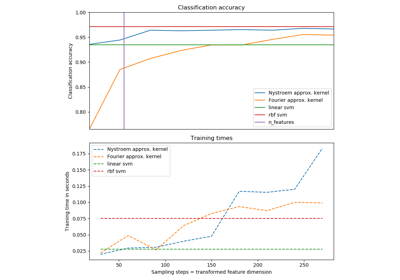 Classification accuracy
1.00
0.95
0.90
0.85
0.80
Classification accuracy
Nystroem approx. kernel
Fourier approx. kernel
linear svm
rbf svm
n_features
Training times
0.175
0.150
0.125
0.100
0.075
0.050
0.025
Training time in seconds
Nystroem approx. kernel
Fourier approx. kernel
linear svm
rbf svm
50 100 150 200 250
Sampling steps = transformed feature dimension